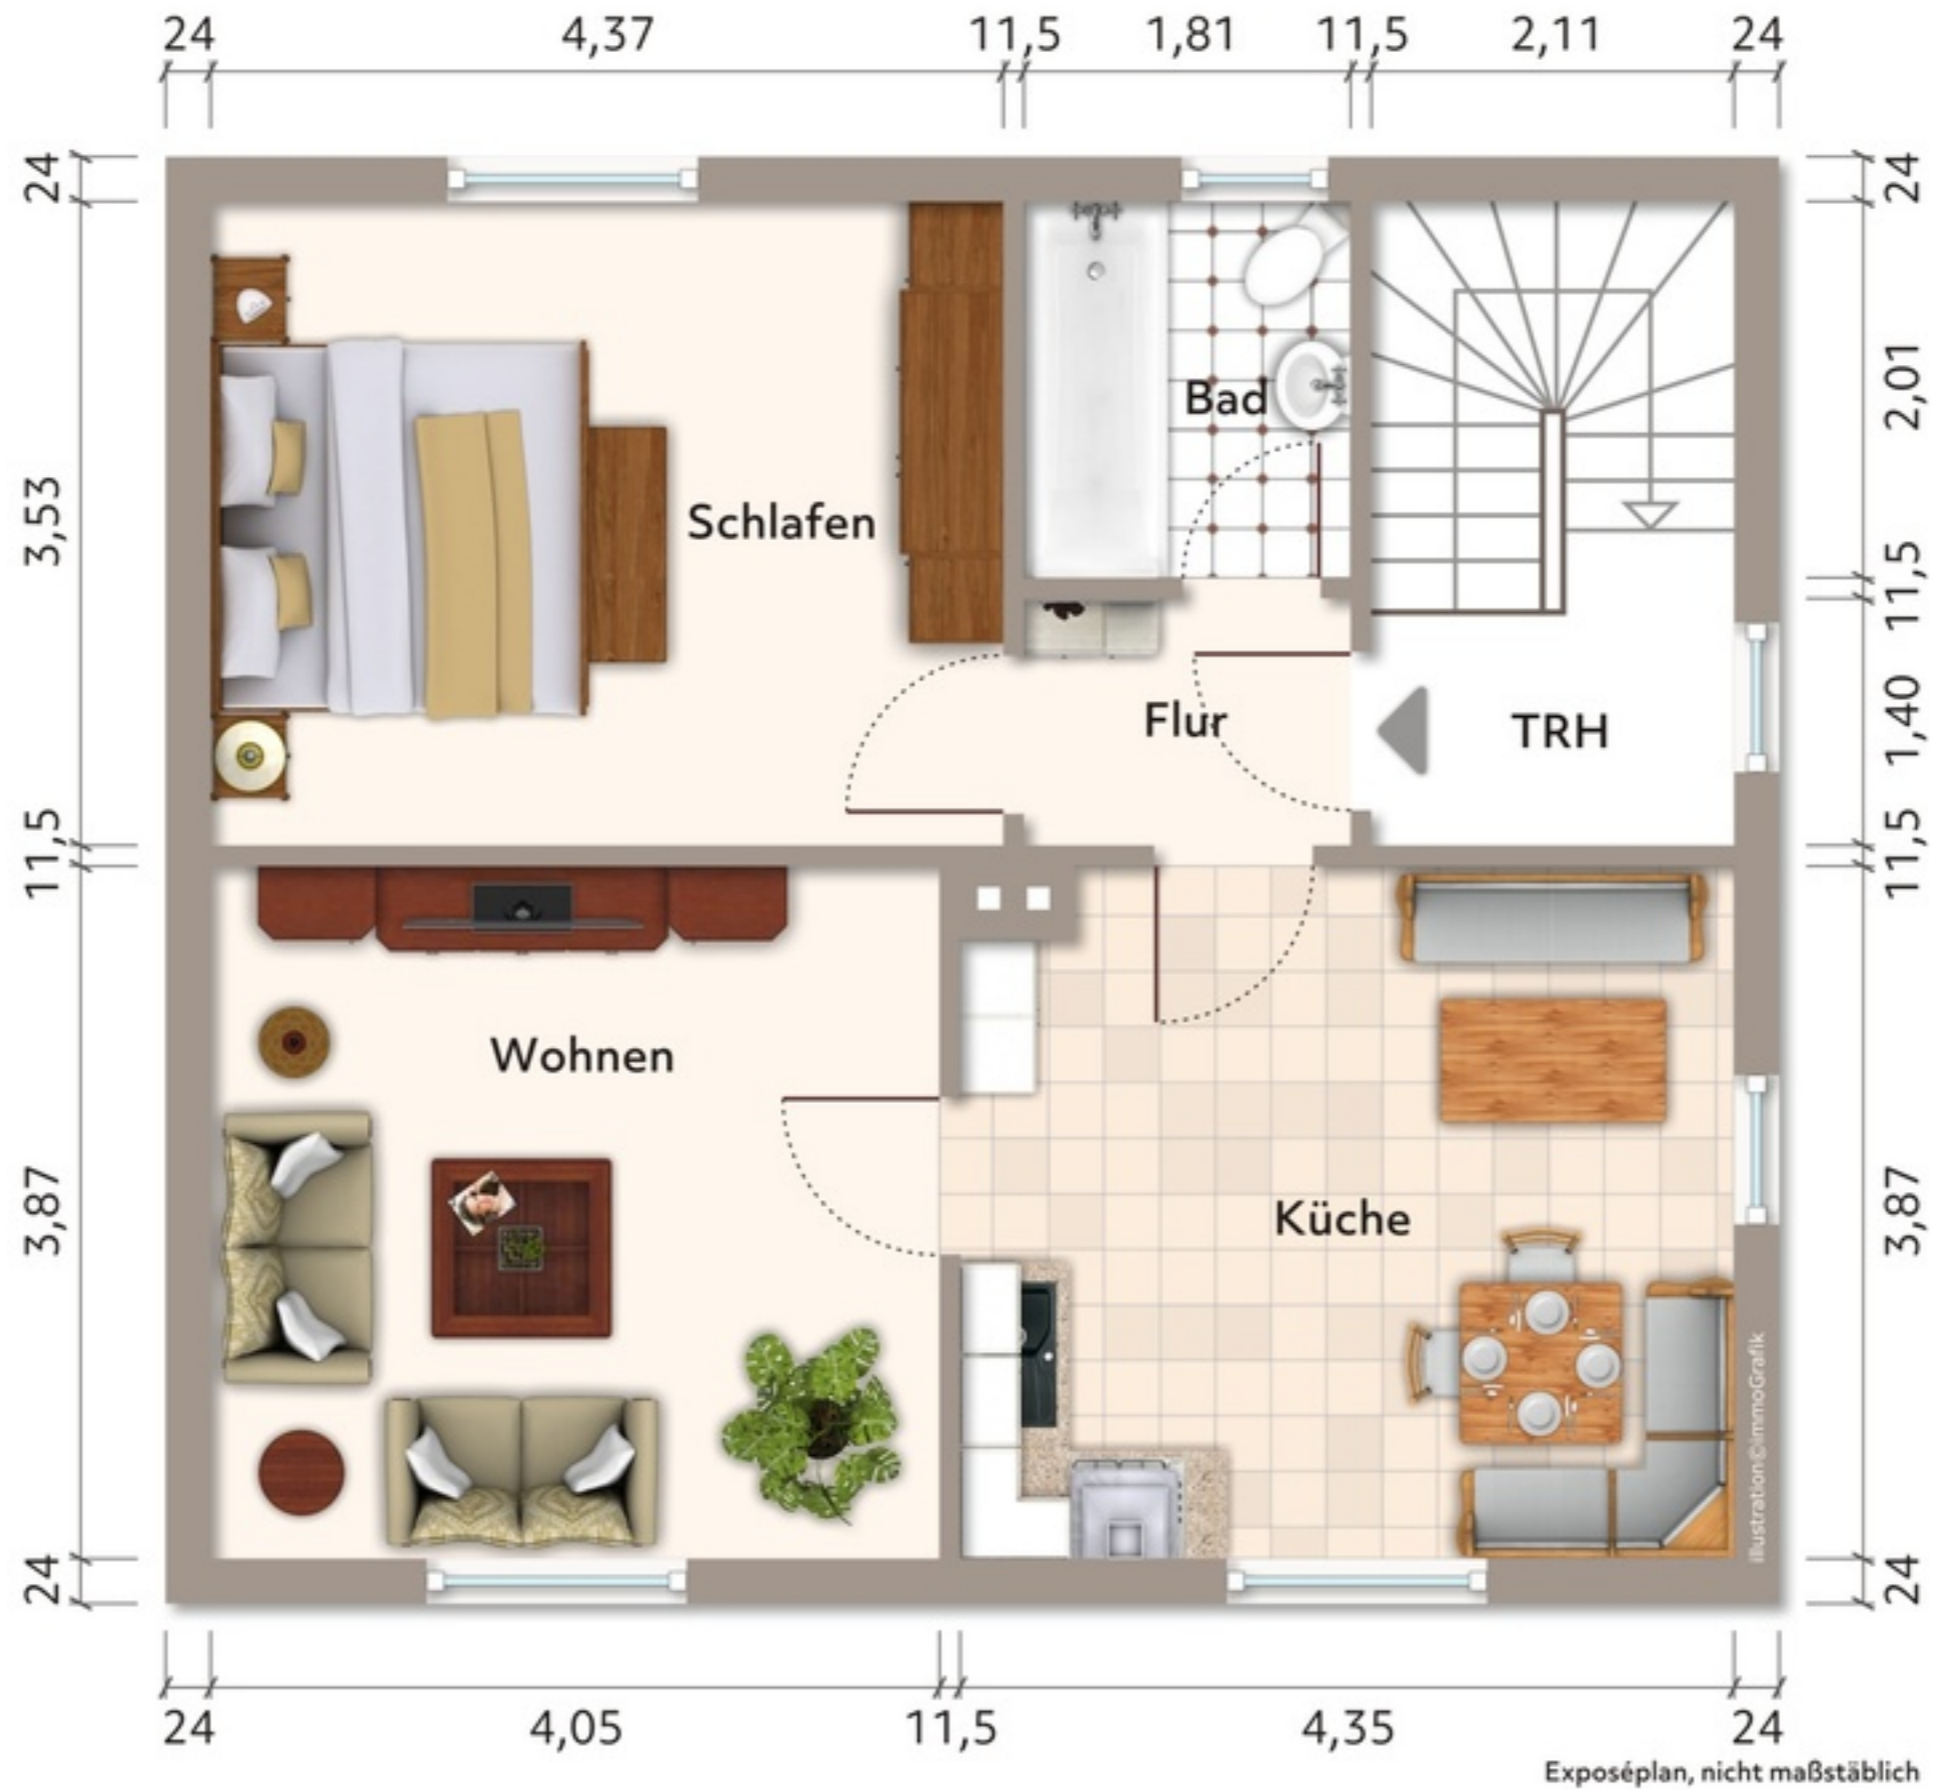 24 4,37 11,5 1,81 11,5 2,11 24
24
24
2,01
Bad
3,53
Schlafen
11,5
Flur
TRH
1,40
11,5
11,5
Wohnen
3,87
Küche
3,87
illustration©immoGrafik
24
24
24 4,05 11,5 4,35 24
Exposéplan, nicht maßstäblich